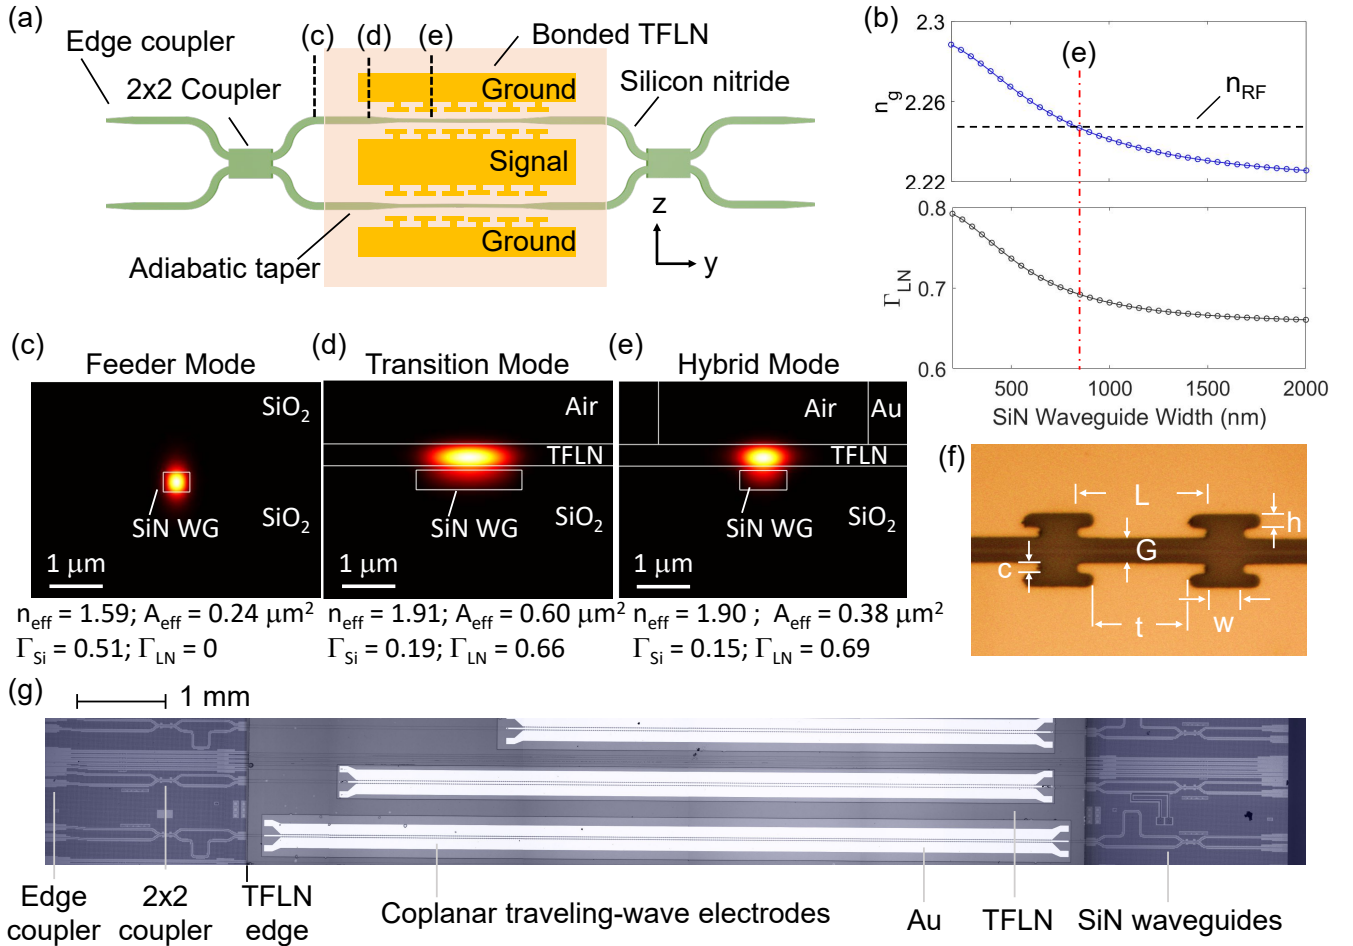 (a)
Edge coupler
2x2 Coupler
(c)
(d)
(e)
Bonded TFLN
Silicon nitride
Ground
Signal
Ground
Adiabatic taper
z
y
(b)
2.3
2.26
2.22
n_g
(e)
n_RF
0.8
0.7
0.6
Γ_LN
500 1000 1500 2000
SiN Waveguide Width (nm)
(c)
Feeder Mode
SiO₂
SiN WG
SiO₂
1 μm
n_eff = 1.59; A_eff = 0.24 μm²
Γ_Si = 0.51; Γ_LN = 0
(d)
Transition Mode
Air
TFLN
SiN WG
SiO₂
1 μm
n_eff = 1.91; A_eff = 0.60 μm²
Γ_Si = 0.19; Γ_LN = 0.66
(e)
Hybrid Mode
Air
Au
TFLN
SiN WG
SiO₂
1 μm
n_eff = 1.90 ; A_eff = 0.38 μm²
Γ_Si = 0.15; Γ_LN = 0.69
(f)
L
h
G
c
t
w
(g)
1 mm
Edge
coupler
2x2
coupler
TFLN
edge
Coplanar traveling-wave electrodes
Au
TFLN
SiN waveguides